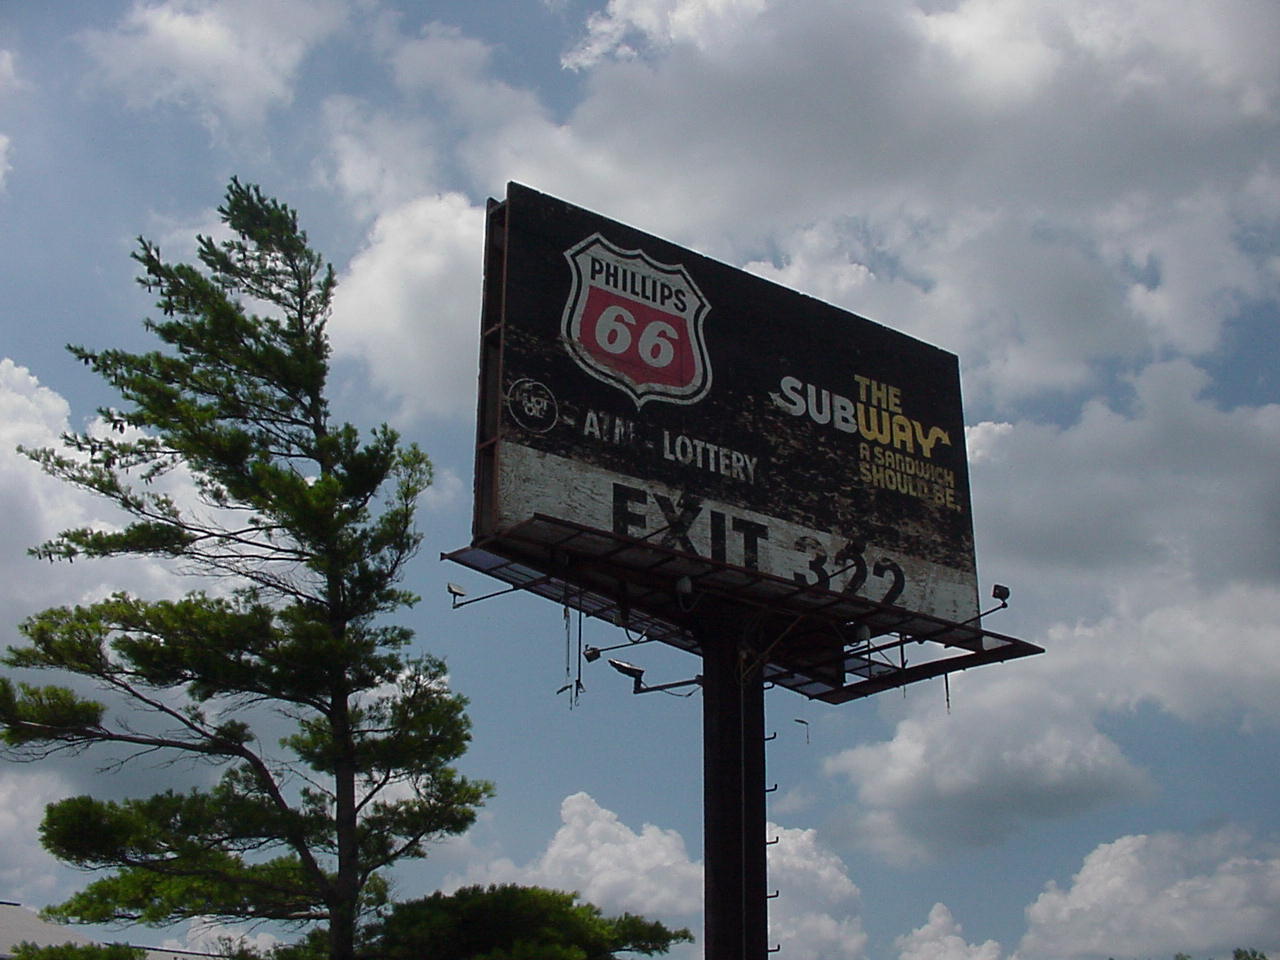 PHILLIPS
66
- ATM - LOTTERY
THE
SUBWAY
A SANDWICH
SHOULD BE.
EXIT 322